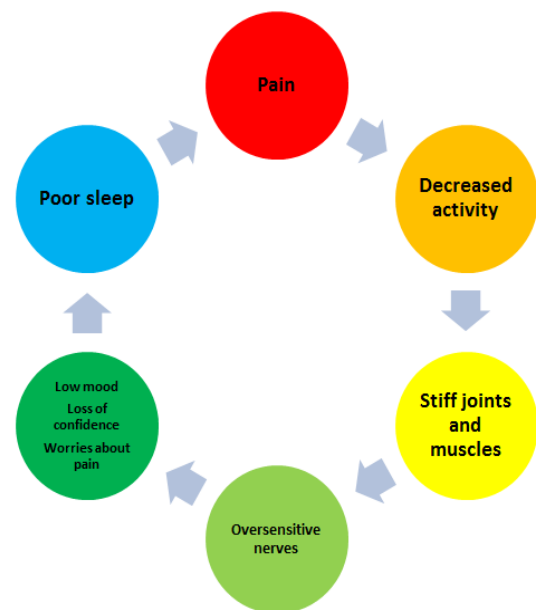 Pain
Decreased
activity
Stiff joints
and
muscles
Oversensitive
nerves
Low mood
Loss of
confidence
Worries about
pain
Poor sleep